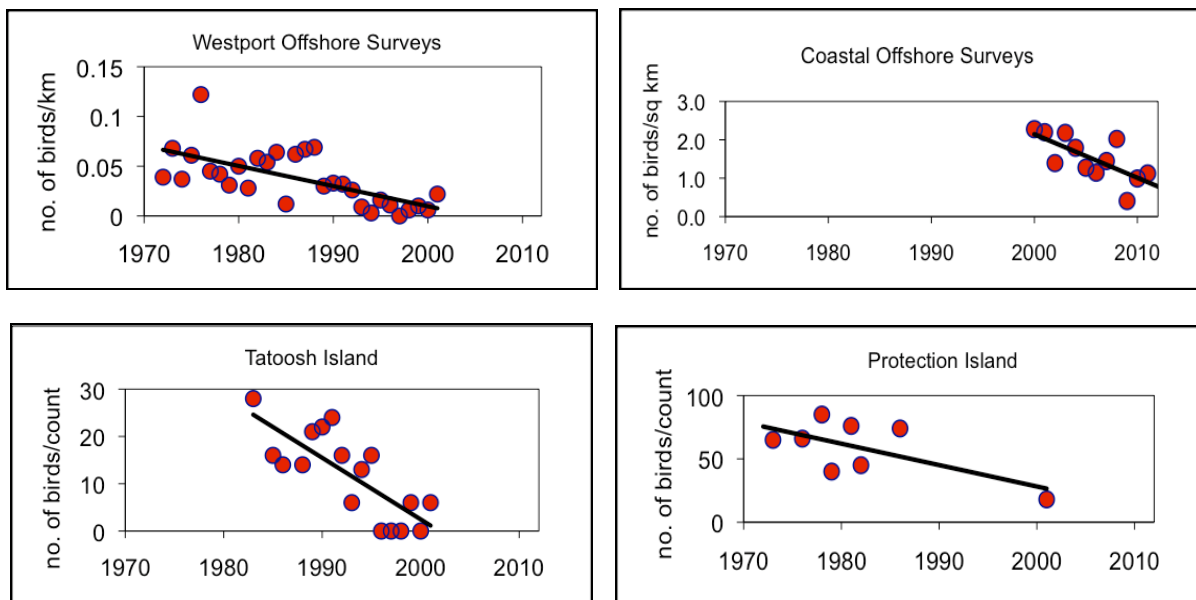 Westport Offshore Surveys
no. of birds/km
0.15
0.1
0.05
0
1970 1980 1990 2000 2010
Coastal Offshore Surveys
no. of birds/sq km
3.0
2.0
1.0
0.0
1970 1980 1990 2000 2010
Tatoosh Island
no. of birds/count
30
20
10
0
1970 1980 1990 2000 2010
Protection Island
no. of birds/count
100
50
0
1970 1980 1990 2000 2010